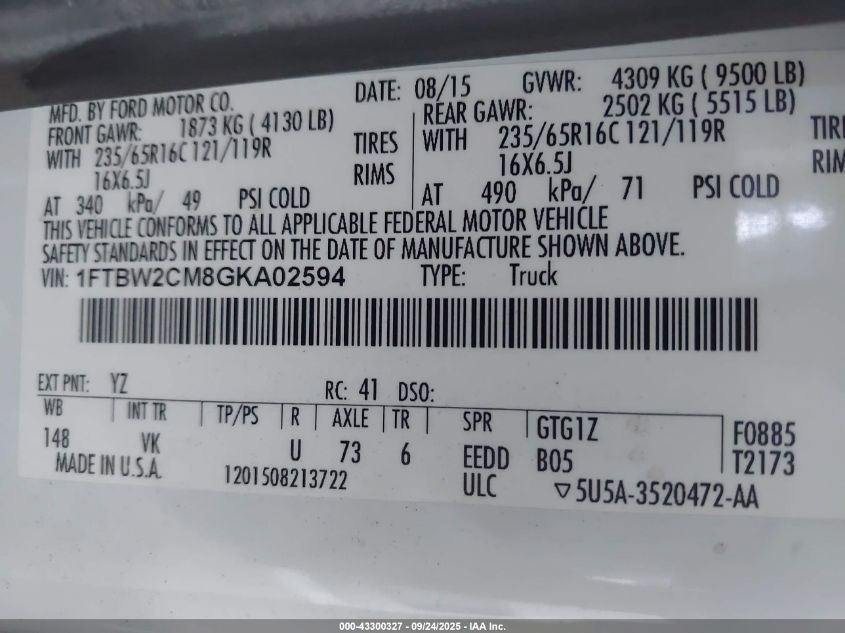 MFD. BY FORD MOTOR CO.
DATE: 08/15 GVWR: 4309 KG ( 9500 LB)
FRONT GAWR: 1873 KG ( 4130 LB)
REAR GAWR: 2502 KG ( 5515 LB)
WITH 235/65R16C 121/119R TIRES
WITH 235/65R16C 121/119R TIRE
16X6.5J RIMS
16X6.5J RIM
AT 340 kPa/ 49 PSI COLD
AT 490 kPa/ 71 PSI COLD
THIS VEHICLE CONFORMS TO ALL APPLICABLE FEDERAL MOTOR VEHICLE
SAFETY STANDARDS IN EFFECT ON THE DATE OF MANUFACTURE SHOWN ABOVE.
VIN: 1FTBW2CM8GKA02594 TYPE: Truck
EXT PNT: YZ RC: 41 DSO:
WB INT TR TP/PS R AXLE TR SPR
148 VK U 73 6 EEDD
GTG1Z F0885
B05 T2173
MADE IN U.S.A. 1201508213722 ULC ▽5U5A-3520472-AA
000-43300327 - 09/24/2025 - IAA Inc.